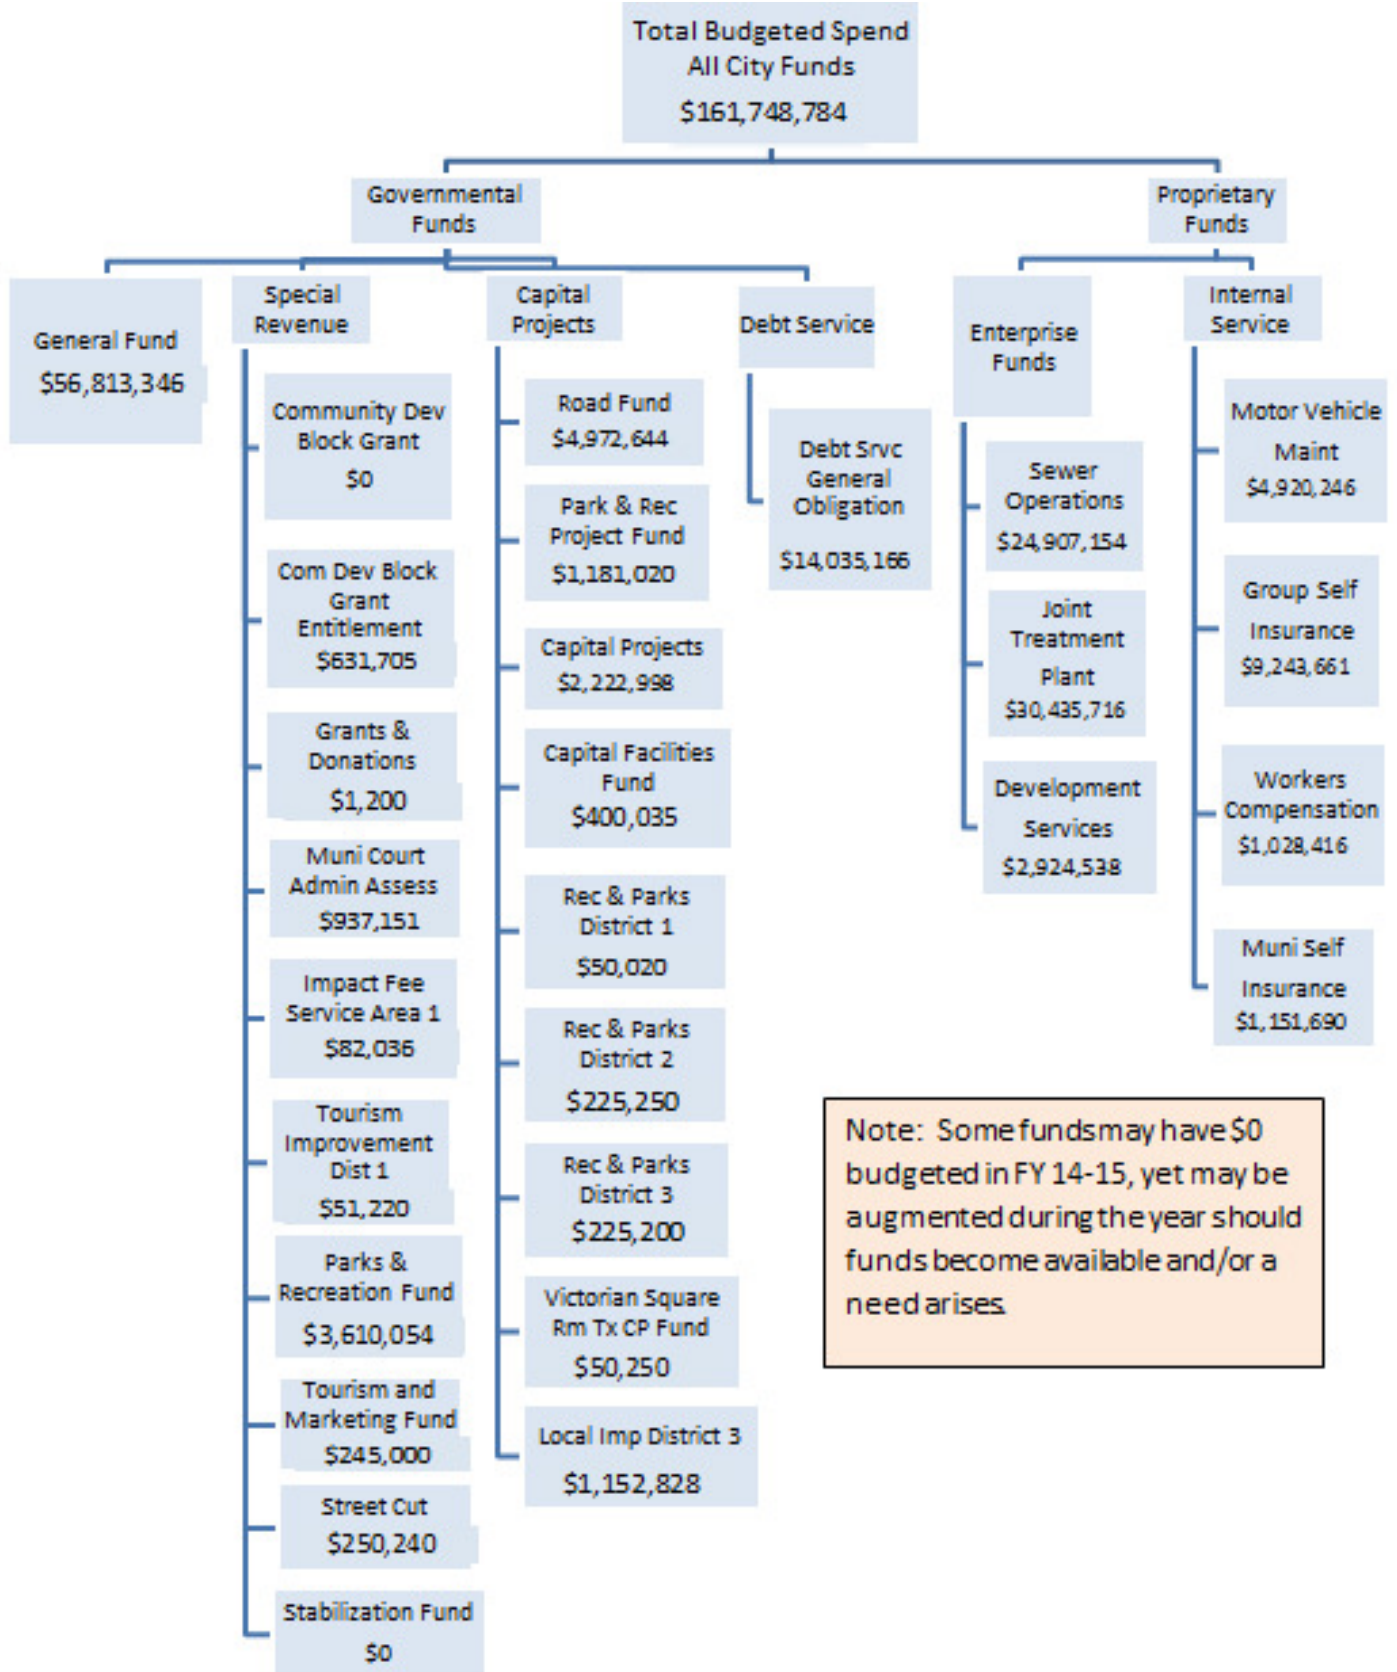 Total Budgeted Spend
All City Funds
$161,748,784
Governmental
Funds
Proprietary
Funds
General Fund
$56,813,346
Special
Revenue
Community Dev
Block Grant
$0
Com Dev Block
Grant
Entitlement
$631,705
Grants &
Donations
$1,200
Muni Court
Admin Assess
$937,151
Impact Fee
Service Area 1
$82,036
Tourism
Improvement
Dist 1
$51,220
Parks &
Recreation Fund
$3,610,054
Tourism and
Marketing Fund
$245,000
Street Cut
$250,240
Stabilization Fund
$0
Capital
Projects
Road Fund
$4,972,644
Park & Rec
Project Fund
$1,181,020
Capital Projects
$2,222,998
Capital Facilities
Fund
$400,035
Rec & Parks
District 1
$50,020
Rec & Parks
District 2
$225,250
Rec & Parks
District 3
$225,200
Victorian Square
Rm Tx CP Fund
$50,250
Local Imp District 3
$1,152,828
Debt Service
Debt Srvc
General
Obligation
$14,035,166
Enterprise
Funds
Sewer
Operations
$24,907,154
Joint
Treatment
Plant
$30,435,716
Development
Services
$2,924,538
Internal
Service
Motor Vehicle
Maint
$4,920,246
Group Self
Insurance
$9,243,661
Workers
Compensation
$1,028,416
Muni Self
Insurance
$1,151,690
Note: Some funds may have $0
budgeted in FY 14-15, yet may be
augmented during the year should
funds become available and/or a
need arises.